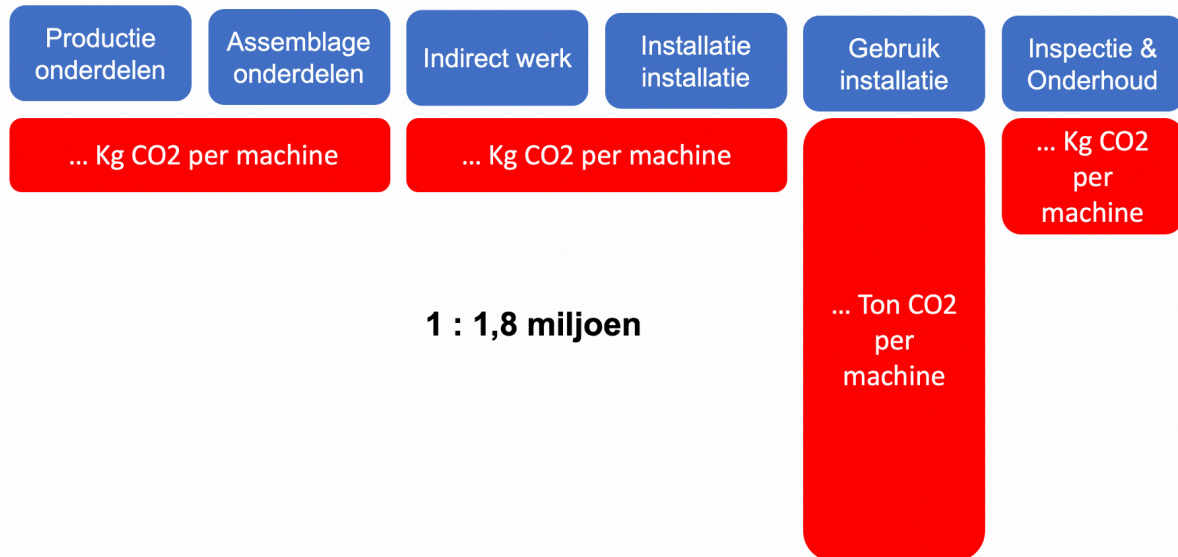 Productie
onderdelen
Assemblage
onderdelen
Indirect werk
Installatie
installatie
Gebruik
installatie
Inspectie &
Onderhoud
... Kg CO2 per machine
... Kg CO2 per machine
... Ton CO2
per
machine
... Kg CO2
per
machine
1 : 1,8 miljoen